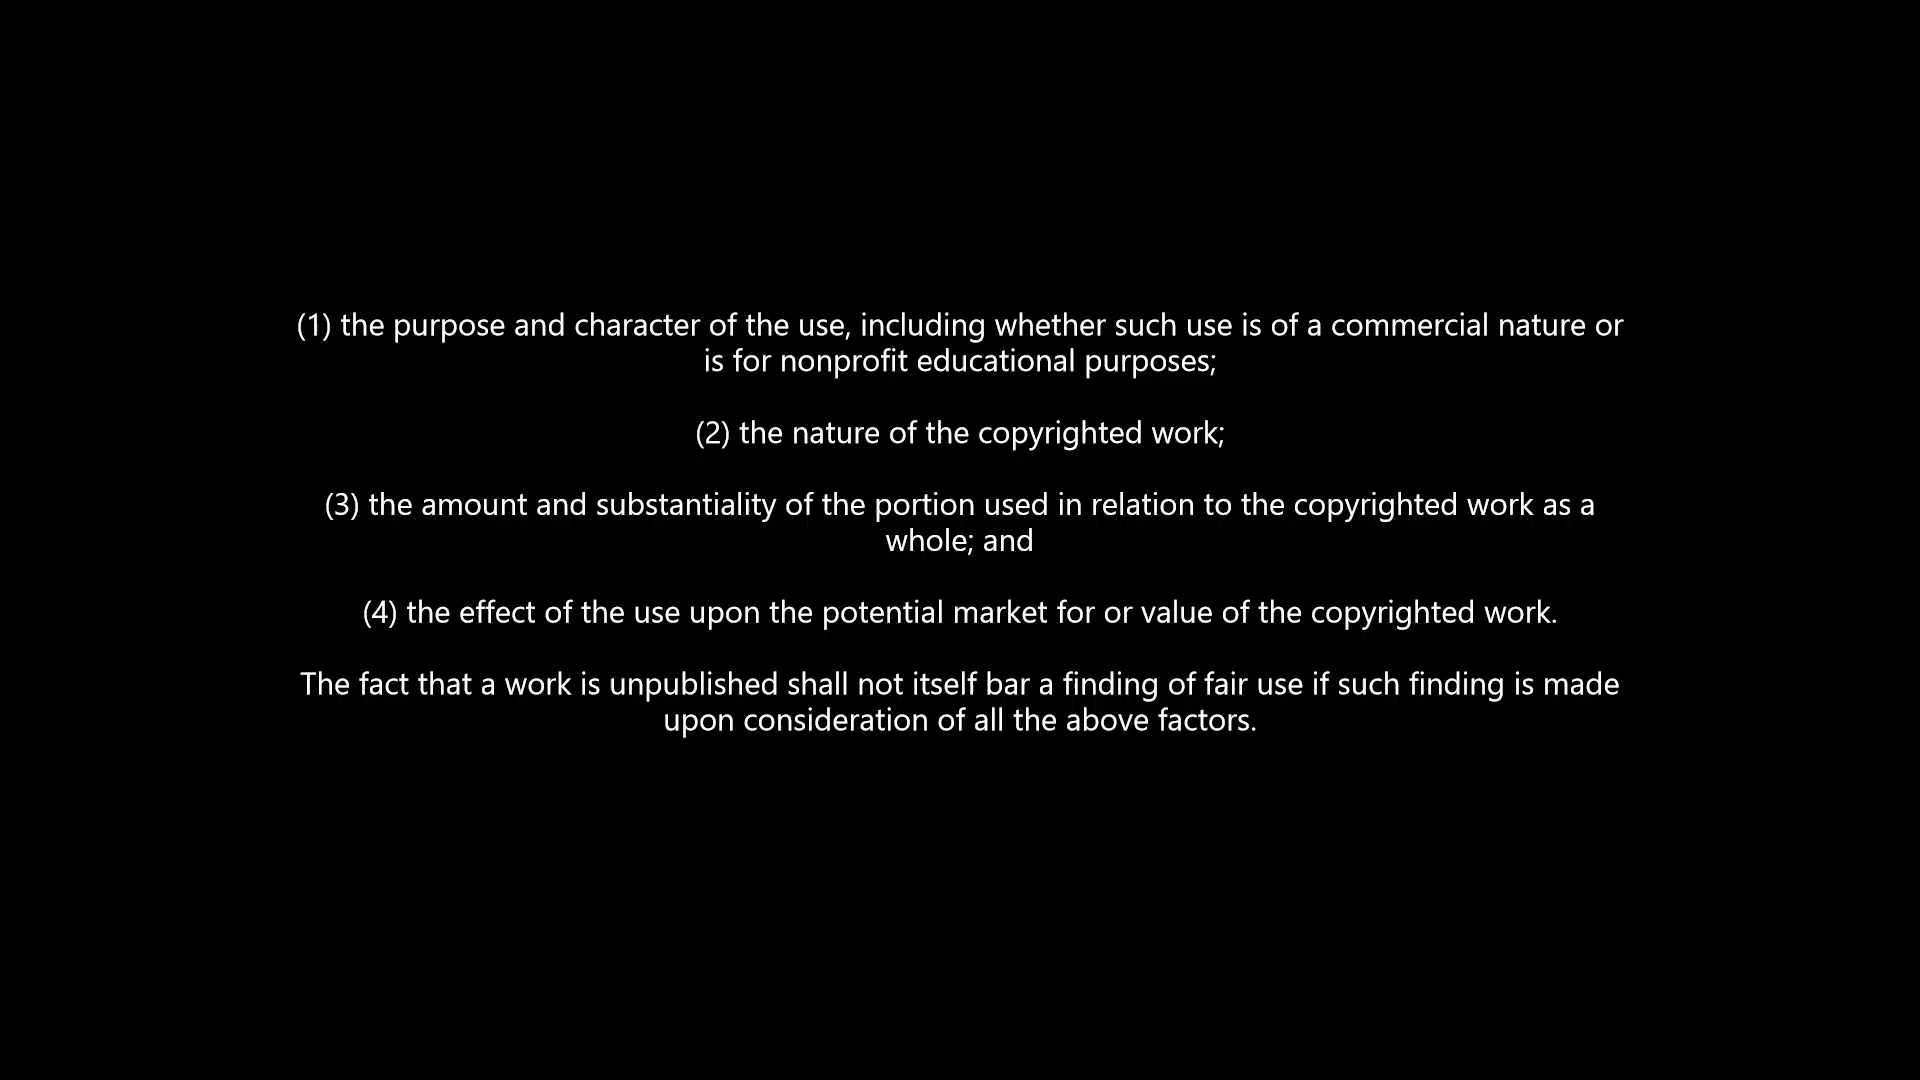 (1) the purpose and character of the use, including whether such use is of a commercial nature or
is for nonprofit educational purposes;
(2) the nature of the copyrighted work;
(3) the amount and substantiality of the portion used in relation to the copyrighted work as a
whole; and
(4) the effect of the use upon the potential market for or value of the copyrighted work.
The fact that a work is unpublished shall not itself bar a finding of fair use if such finding is made
upon consideration of all the above factors.